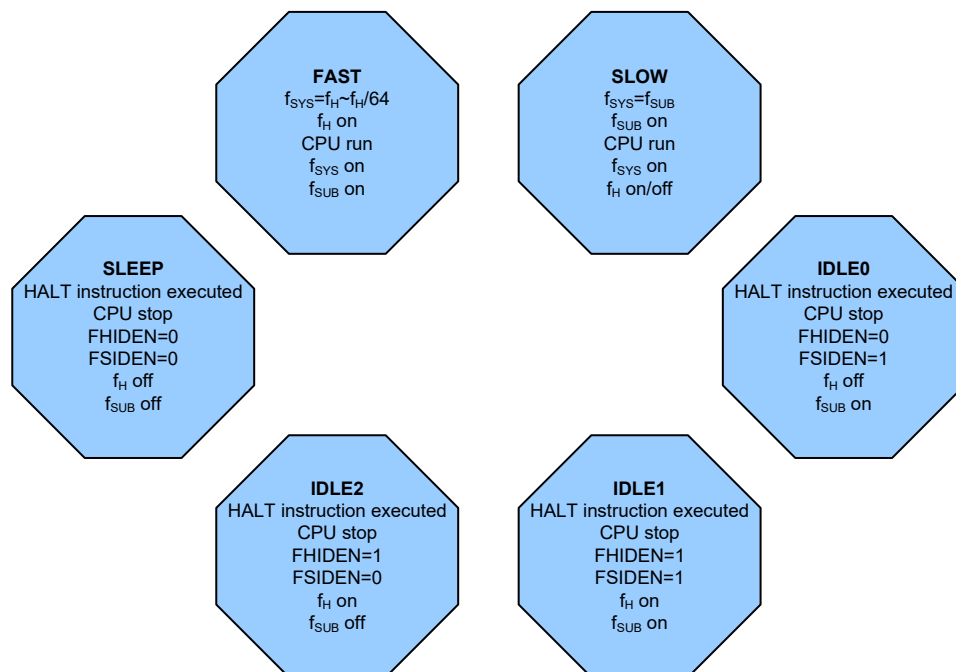 FAST
fSYS=fH~fH/64
fH on
CPU run
fSYS on
fSUB on
SLOW
fSYS=fSUB
fSUB on
CPU run
fSYS on
fH on/off
SLEEP
HALT instruction executed
CPU stop
FHIDEN=0
FSIDEN=0
fH off
fSUB off
IDLE0
HALT instruction executed
CPU stop
FHIDEN=0
FSIDEN=1
fH off
fSUB on
IDLE2
HALT instruction executed
CPU stop
FHIDEN=1
FSIDEN=0
fH on
fSUB off
IDLE1
HALT instruction executed
CPU stop
FHIDEN=1
FSIDEN=1
fH on
fSUB on